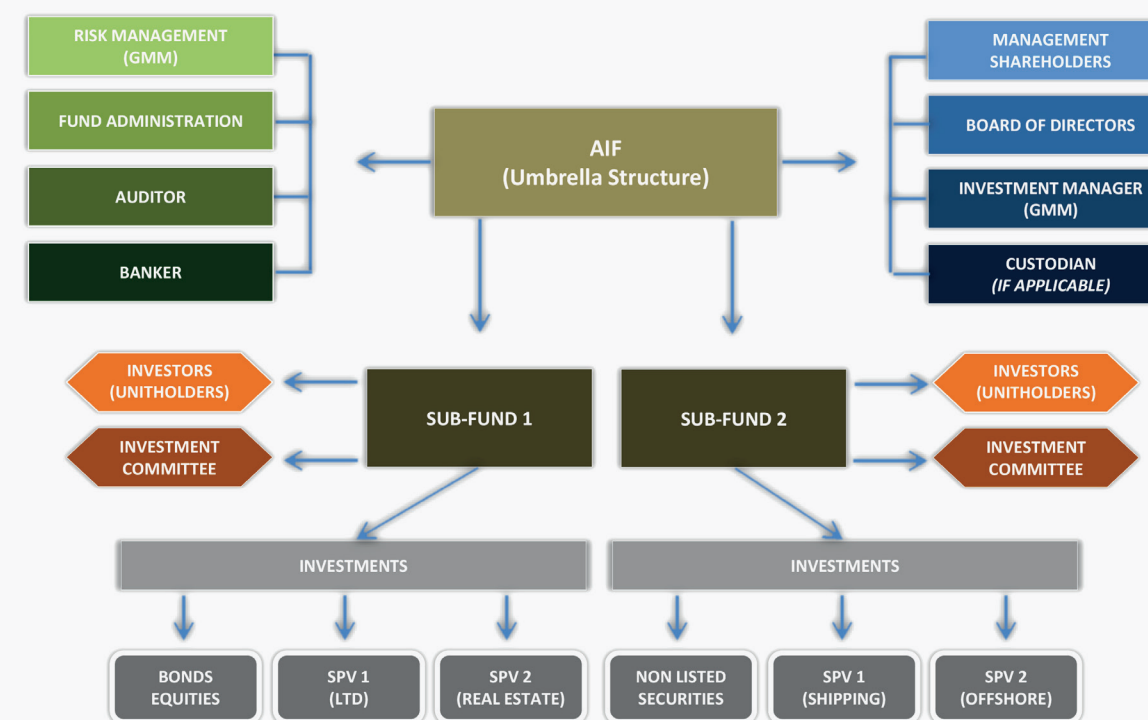 RISK MANAGEMENT
(GMM)
FUND ADMINISTRATION
AUDITOR
BANKER
AIF
(Umbrella Structure)
MANAGEMENT
SHAREHOLDERS
BOARD OF DIRECTORS
INVESTMENT MANAGER
(GMM)
CUSTODIAN
(IF APPLICABLE)
INVESTORS
(UNITHOLDERS)
INVESTMENT
COMMITTEE
SUB-FUND 1
SUB-FUND 2
INVESTORS
(UNITHOLDERS)
INVESTMENT
COMMITTEE
INVESTMENTS
INVESTMENTS
BONDS
EQUITIES
SPV 1
(LTD)
SPV 2
(REAL ESTATE)
NON LISTED
SECURITIES
SPV 1
(SHIPPING)
SPV 2
(OFFSHORE)